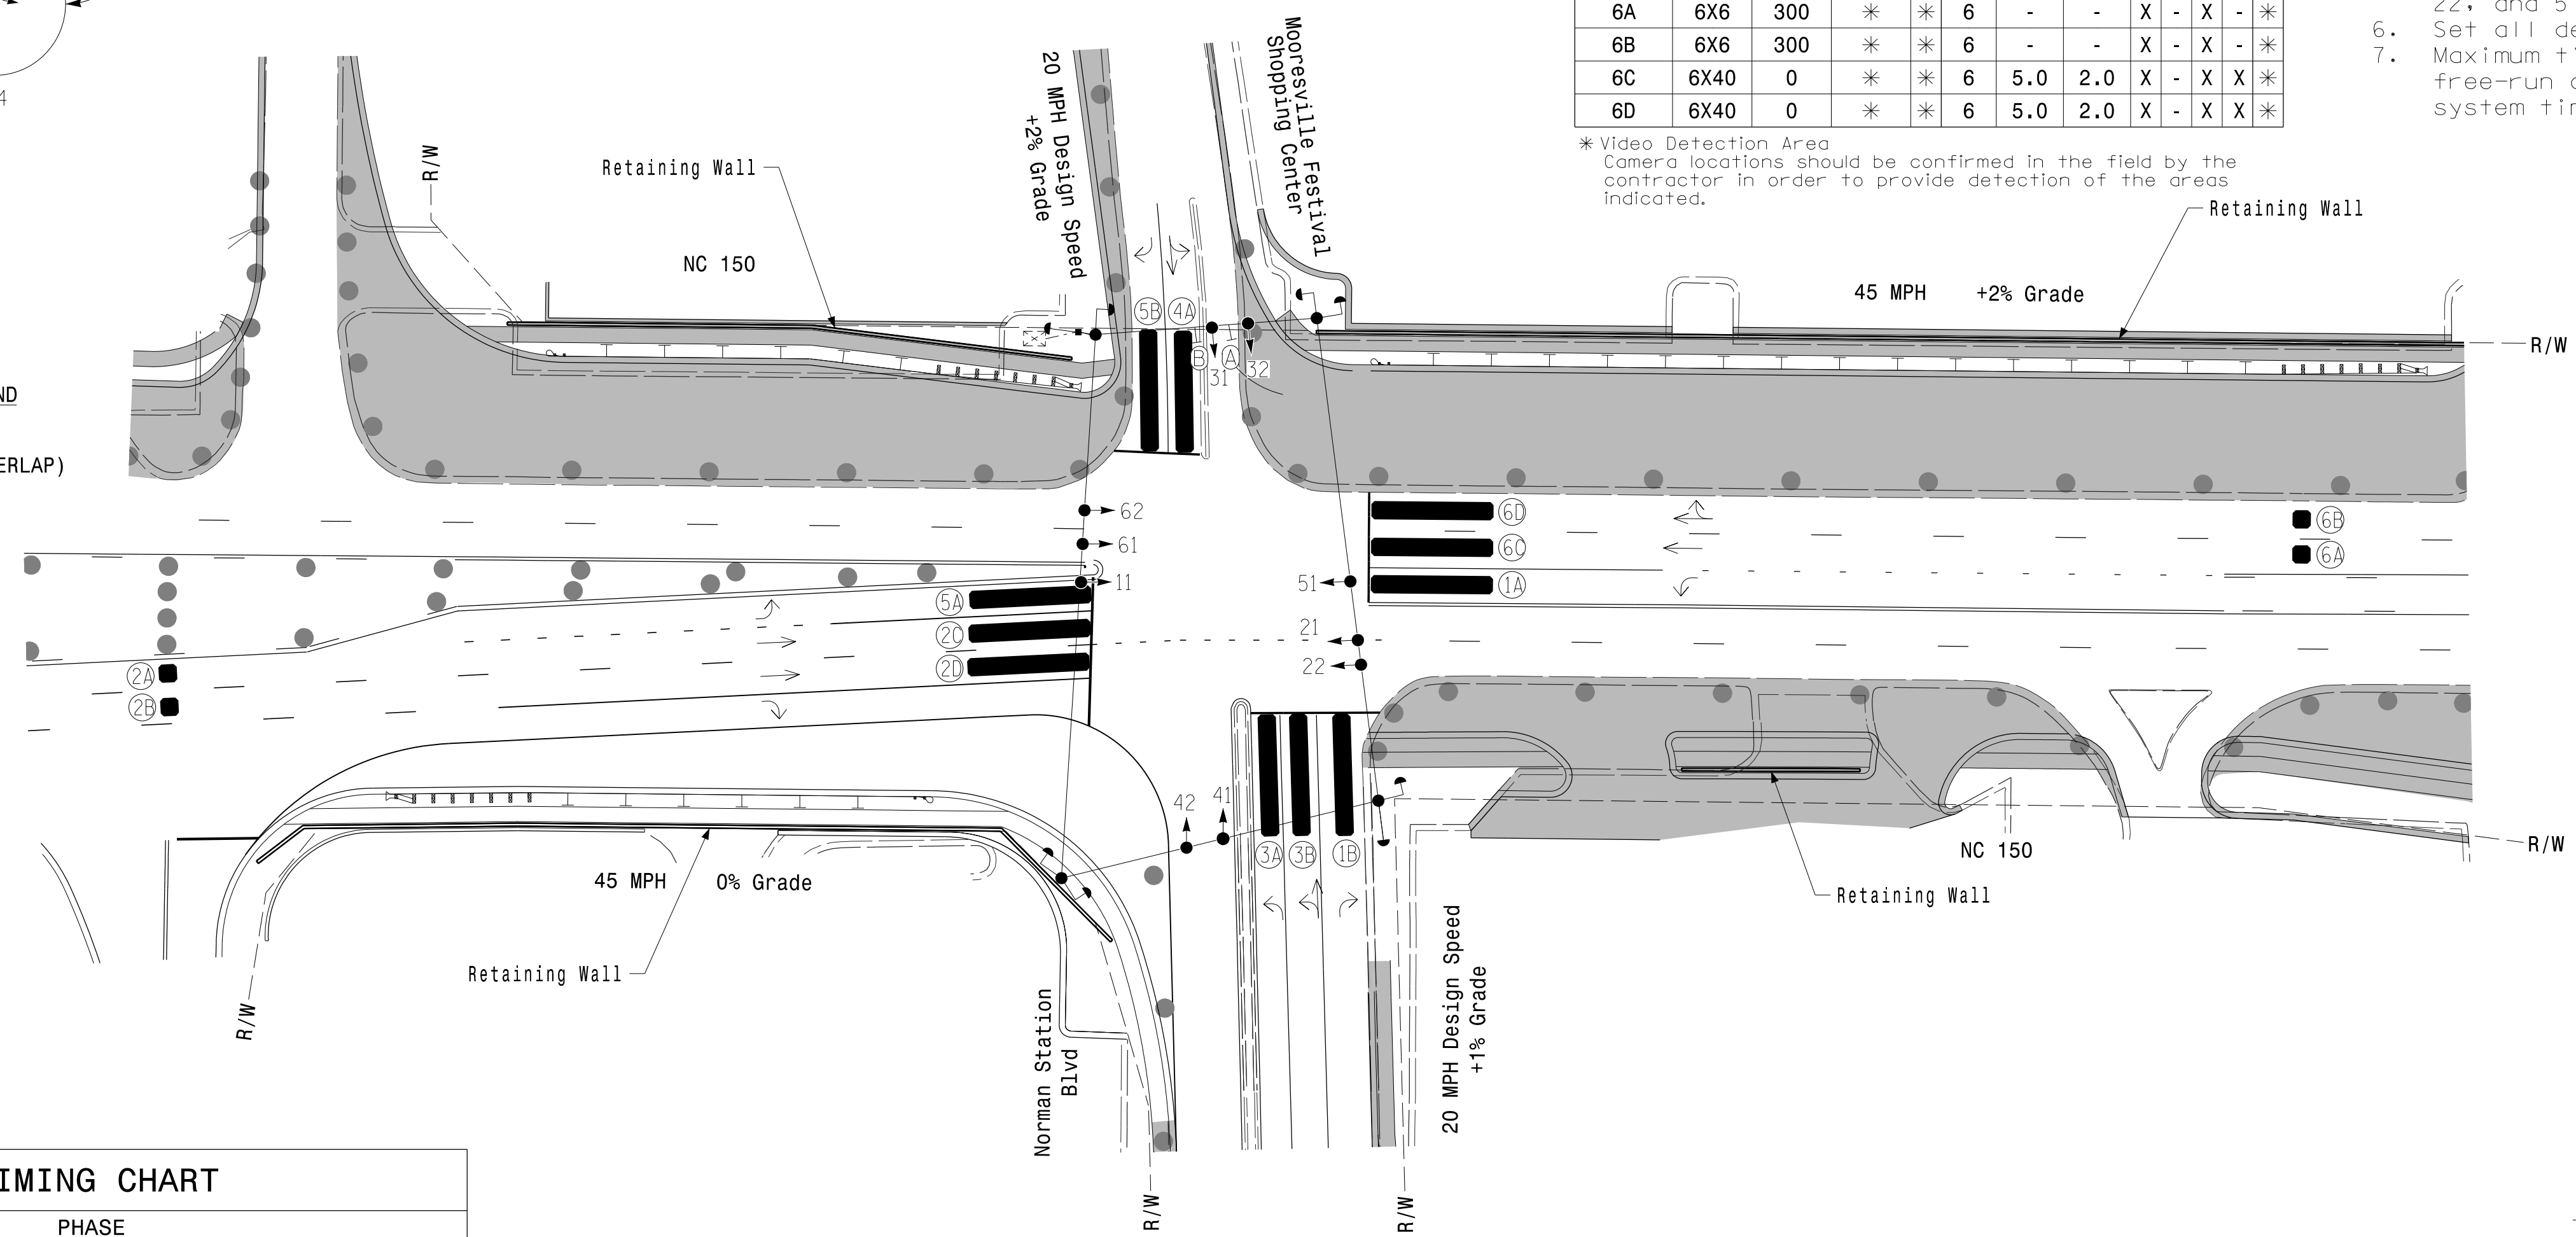 4
6A 6X6 300 ✳ ✳ 6 - - X - X - ✳
6B 6X6 300 ✳ ✳ 6 - - X - X - ✳
6C 6X40 0 ✳ ✳ 6 5.0 2.0 X - X X ✳
6D 6X40 0 ✳ ✳ 6 5.0 2.0 X - X X ✳
✳ Video Detection Area
Camera locations should be confirmed in the field by the
contractor in order to provide detection of the areas
indicated.
22, and 5
6. Set all de
7. Maximum ti
free-run
system tim
R/W
Retaining Wall
NC 150
20 MPH Design Speed
+2% Grade
Mooresville Festival
Shopping Center
Retaining Wall
45 MPH +2% Grade
R/W
5B 4A
B A
31 32
ND
ERLAP)
62
61
11
6D
6C
1A
6B
6A
51
21
22
5A
2C
2D
2A
2B
42 41
3A 3B 1B
45 MPH 0% Grade
Retaining Wall
NC 150
Retaining Wall
R/W
R/W
Norman Station
Blvd
20 MPH Design Speed
+1% Grade
R/W
R/W
IMING CHART
PHASE